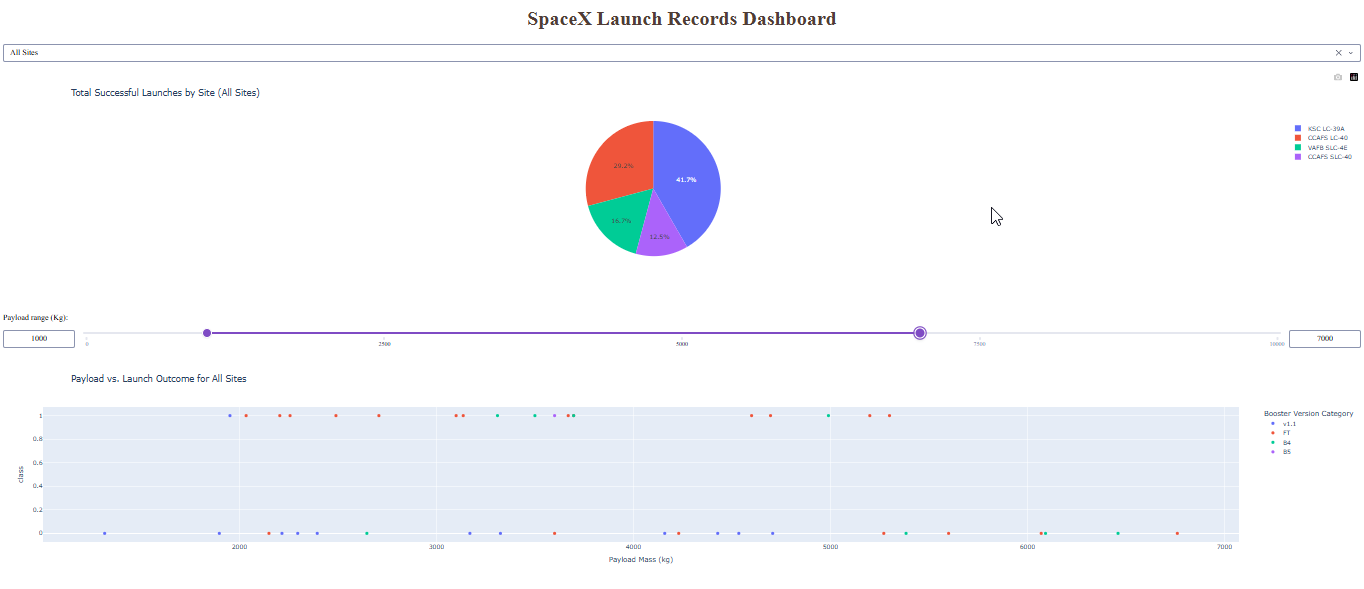 SpaceX Launch Records Dashboard
All Sites
Total Successful Launches by Site (All Sites)
KSC LC-39A
CCAFS LC-40
VAFB SLC-4E
CCAFS SLC-40
29.2%
41.7%
16.7%
12.5%
Payload range (Kg):
1000
0
2500
5000
7500
10000
7000
Payload vs. Launch Outcome for All Sites
Booster Version Category
v1.1
FT
B4
B5
class
1
0.8
0.6
0.4
0.2
0
2000
3000
4000
5000
6000
7000
Payload Mass (kg)